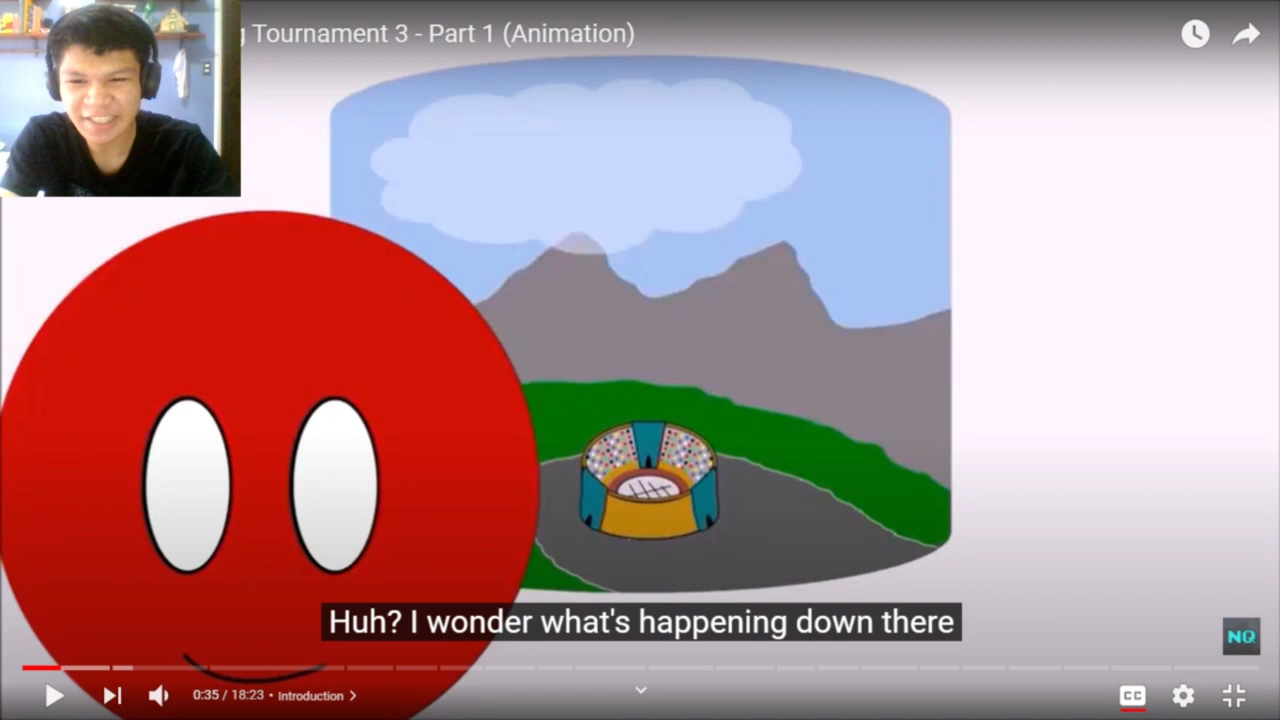 Tournament 3 - Part 1 (Animation)
Huh? I wonder what's happening down there
NQ
0:35 / 18:23 • Introduction >
CC